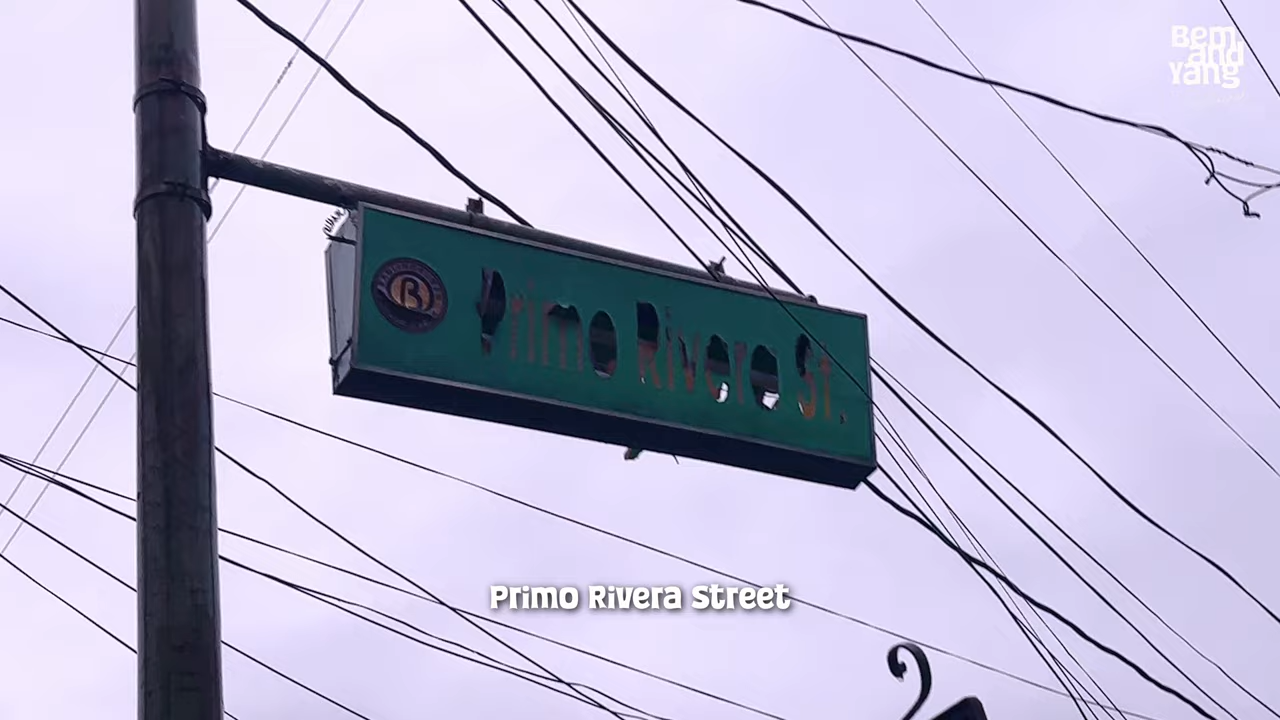 Bem
and
Yang
B
Primo Rivera St.
Primo Rivera Street